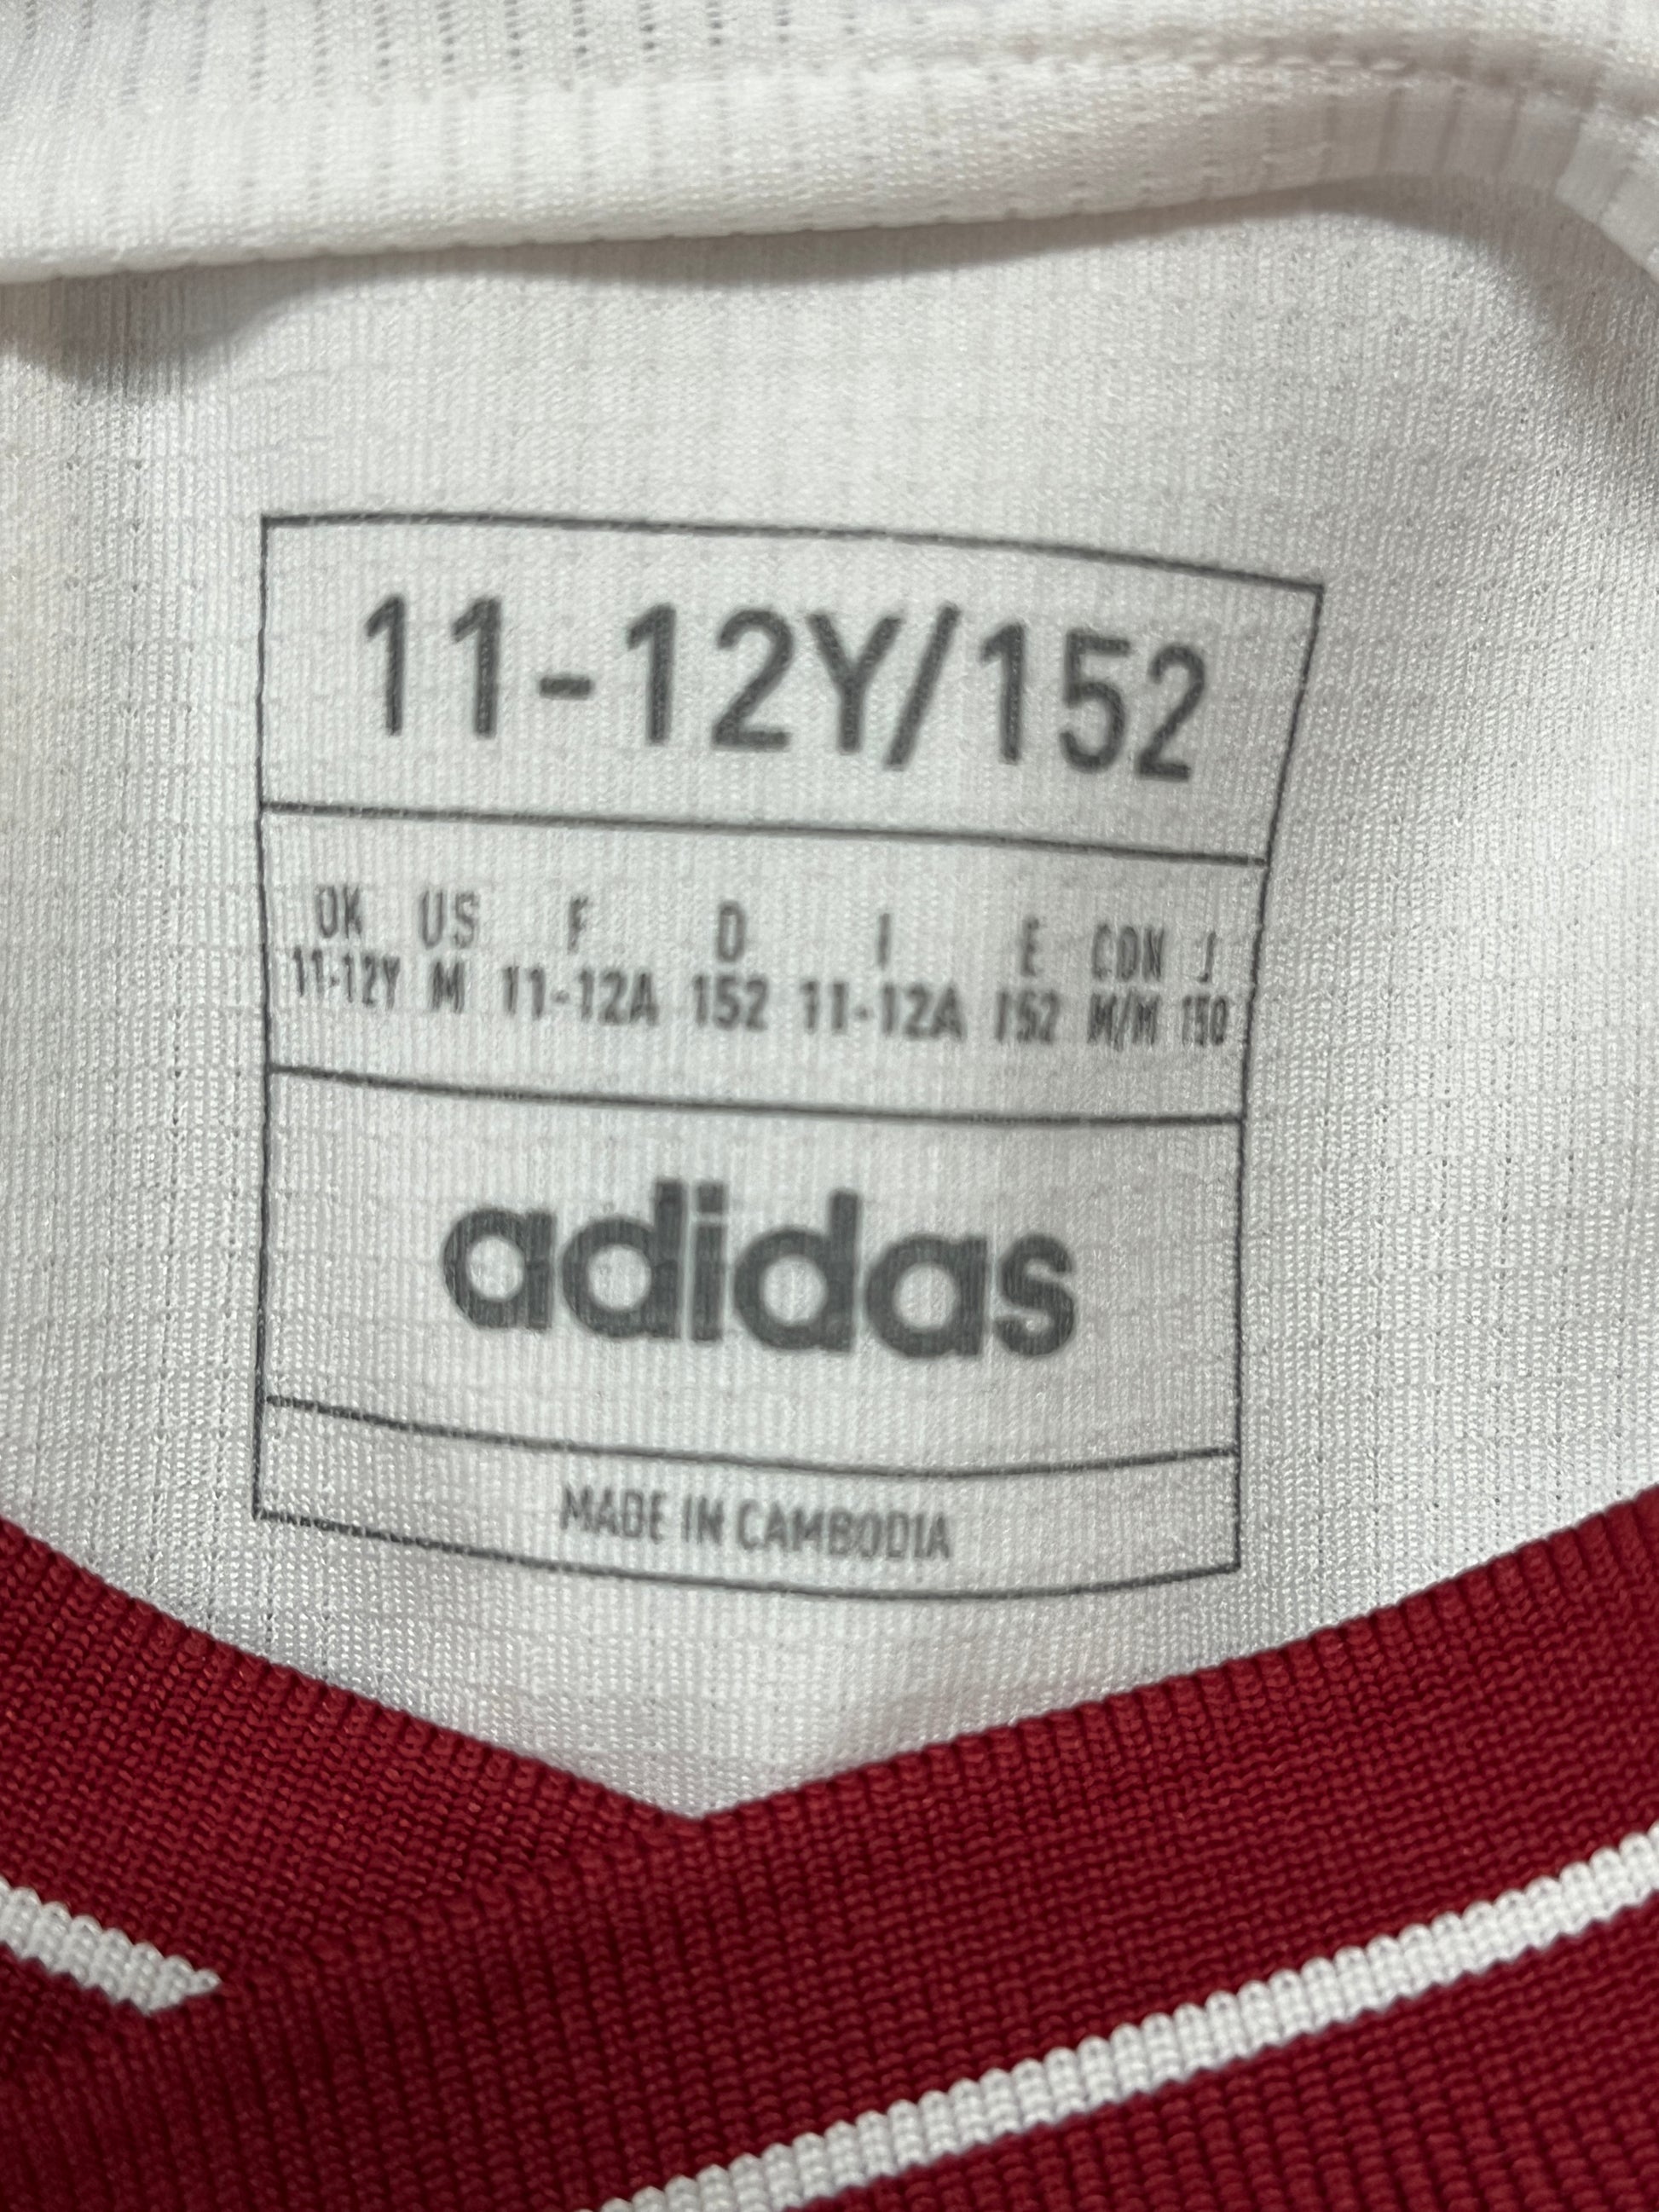 11-12Y/152
UK US F D I E CDN J
11-12Y M 11-12A 152 11-12A 152 M/M 150
adidas
MADE IN CAMBODIA